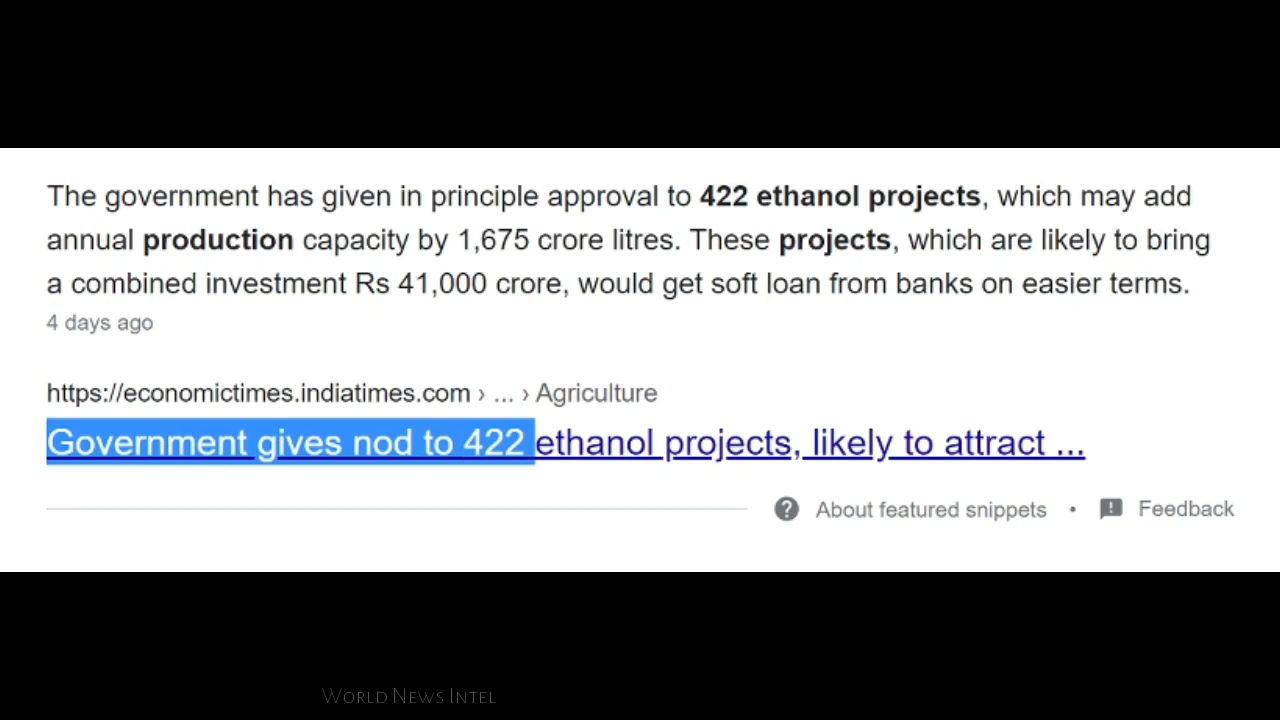 The government has given in principle approval to 422 ethanol projects, which may add
annual production capacity by 1,675 crore litres. These projects, which are likely to bring
a combined investment Rs 41,000 crore, would get soft loan from banks on easier terms.
4 days ago
https://economictimes.indiatimes.com › ... › Agriculture
Government gives nod to 422 ethanol projects, likely to attract ...
? About featured snippets • ! Feedback
World News Intel